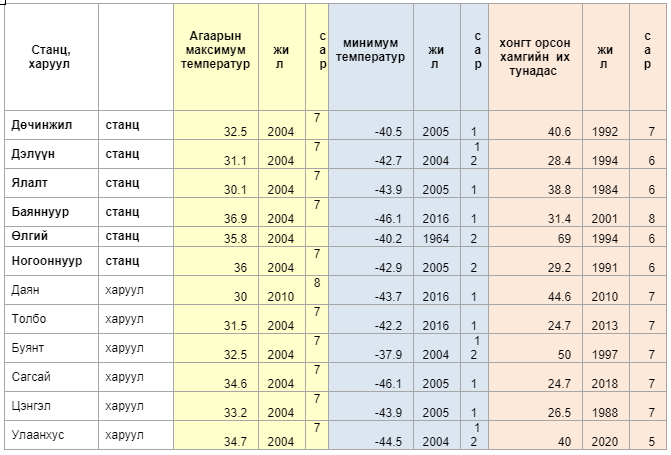 Станц, харуул | | Агаарын максимум температур | жил | сар | минимум температур | жил | сар | хонгт орсон хамгийн их тунадас | жил | сар
Дөчинжил | станц | 32.5 | 2004 | 7 | -40.5 | 2005 | 1 | 40.6 | 1992 | 7
Дэлүүн | станц | 31.1 | 2004 | 7 | -42.7 | 2004 | 12 | 28.4 | 1994 | 6
Ялалт | станц | 30.1 | 2004 | 7 | -43.9 | 2005 | 1 | 38.8 | 1984 | 6
Баяннуур | станц | 36.9 | 2004 | 7 | -46.1 | 2016 | 1 | 31.4 | 2001 | 8
Өлгий | станц | 35.8 | 2004 | | -40.2 | 1964 | 2 | 69 | 1994 | 6
Ногооннуур | станц | 36 | 2004 | 7 | -42.9 | 2005 | 2 | 29.2 | 1991 | 6
Даян | харуул | 30 | 2010 | 8 | -43.7 | 2016 | 1 | 44.6 | 2010 | 7
Толбо | харуул | 31.5 | 2004 | 7 | -42.2 | 2016 | 1 | 24.7 | 2013 | 7
Буянт | харуул | 32.5 | 2004 | 7 | -37.9 | 2004 | 12 | 50 | 1997 | 7
Сагсай | харуул | 34.6 | 2004 | 7 | -46.1 | 2005 | 1 | 24.7 | 2018 | 7
Цэнгэл | харуул | 33.2 | 2004 | 7 | -43.9 | 2005 | 1 | 26.5 | 1988 | 7
Улаанхус | харуул | 34.7 | 2004 | 7 | -44.5 | 2004 | 12 | 40 | 2020 | 5